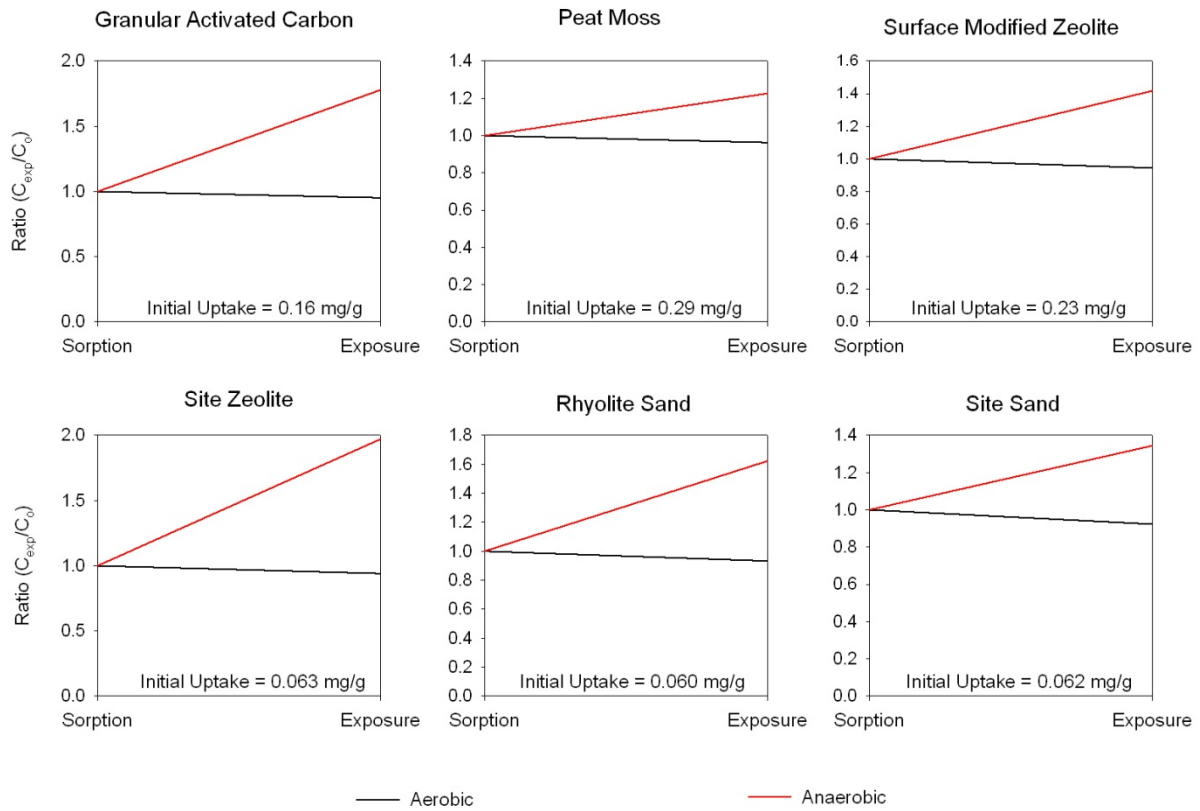 Granular Activated Carbon
Peat Moss
Surface Modified Zeolite
Ratio (C_exp/C_o)
2.0
1.5
1.0
0.5
0.0
Initial Uptake = 0.16 mg/g
Sorption
Exposure
1.4
1.2
1.0
0.8
0.6
0.4
0.2
0.0
Initial Uptake = 0.29 mg/g
Sorption
Exposure
1.6
1.4
1.2
1.0
0.8
0.6
0.4
0.2
0.0
Initial Uptake = 0.23 mg/g
Sorption
Exposure
Site Zeolite
Rhyolite Sand
Site Sand
Ratio (C_exp/C_o)
2.0
1.5
1.0
0.5
0.0
Initial Uptake = 0.063 mg/g
Sorption
Exposure
1.8
1.6
1.4
1.2
1.0
0.8
0.6
0.4
0.2
0.0
Initial Uptake = 0.060 mg/g
Sorption
Exposure
1.4
1.2
1.0
0.8
0.6
0.4
0.2
0.0
Initial Uptake = 0.062 mg/g
Sorption
Exposure
Aerobic
Anaerobic